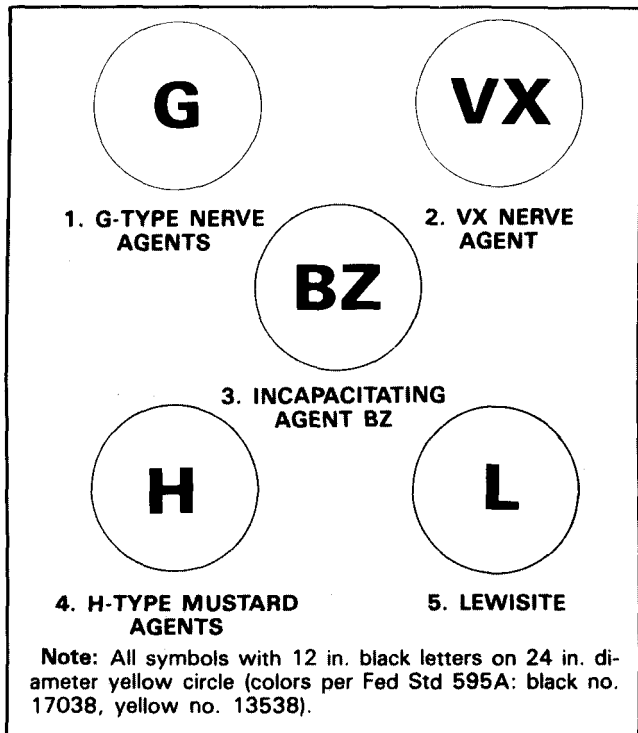 G
VX
1. G-TYPE NERVE
AGENTS
2. VX NERVE
AGENT
BZ
3. INCAPACITATING
AGENT BZ
H
L
4. H-TYPE MUSTARD
AGENTS
5. LEWISITE
Note: All symbols with 12 in. black letters on 24 in. di-
ameter yellow circle (colors per Fed Std 595A: black no.
17038, yellow no. 13538).